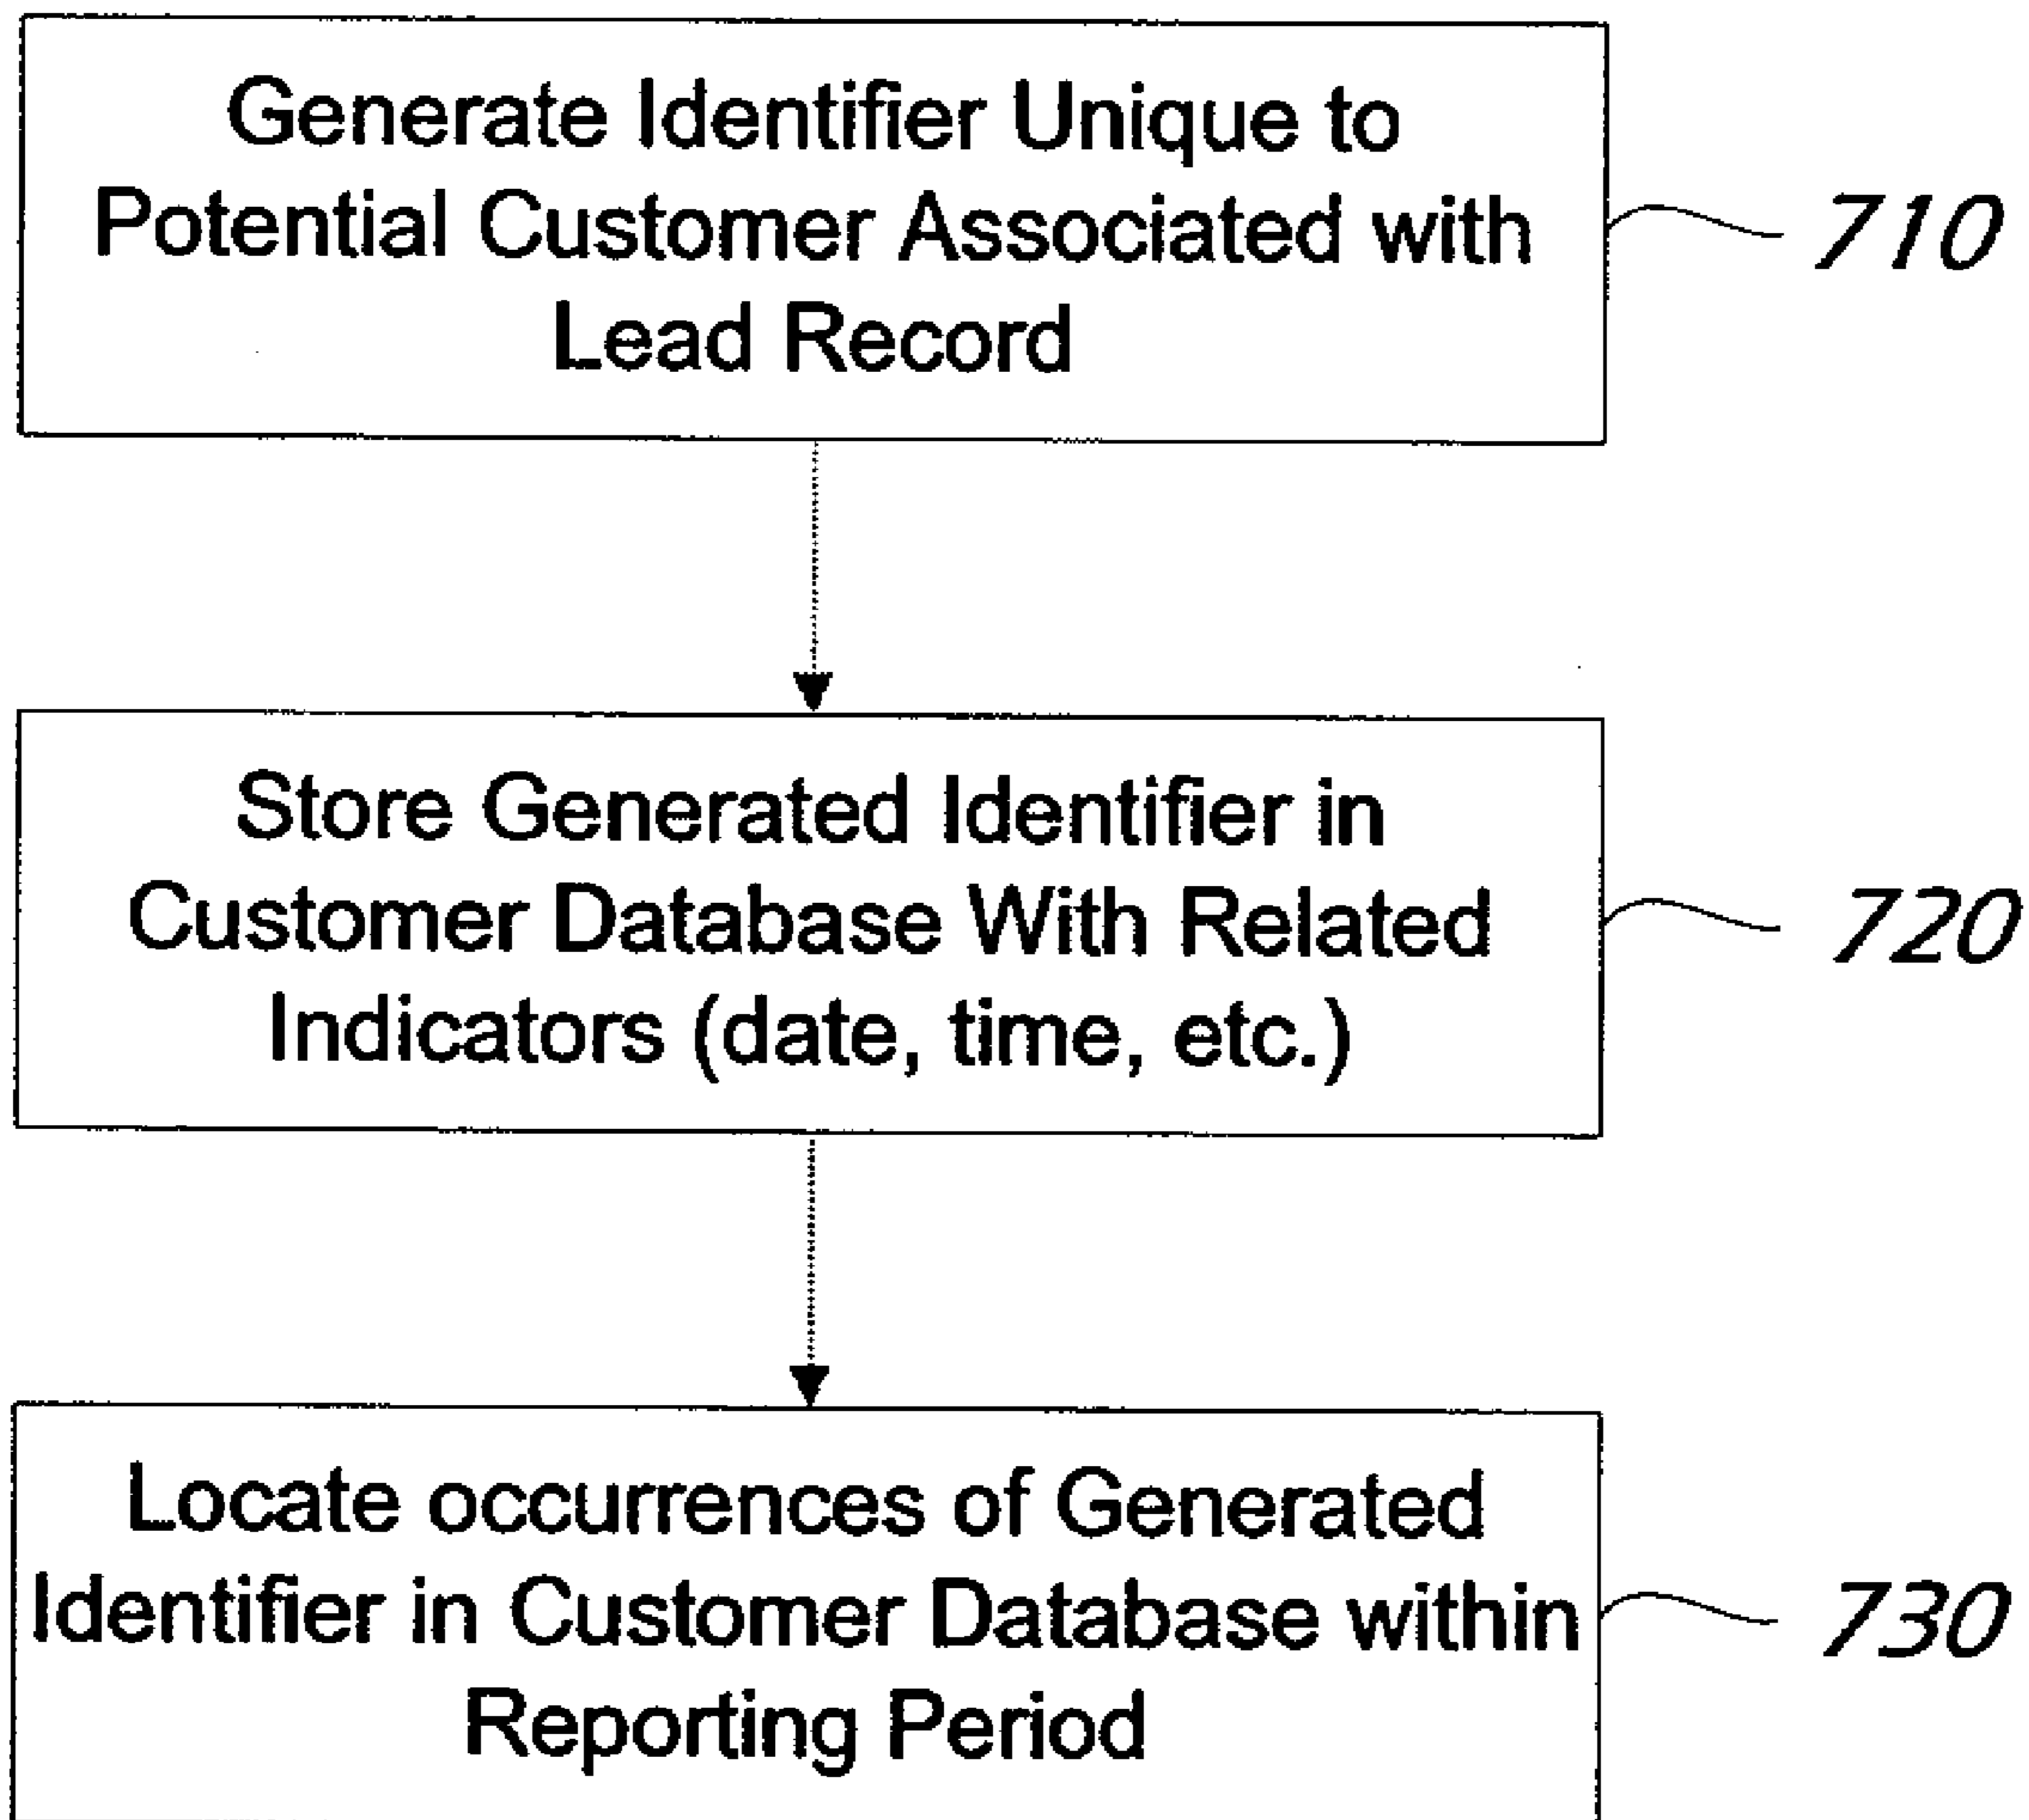 Generate Identifier Unique to
Potential Customer Associated with
Lead Record
710
Store Generated Identifier in
Customer Database With Related
Indicators (date, time, etc.)
720
Locate occurrences of Generated
Identifier in Customer Database within
Reporting Period
730